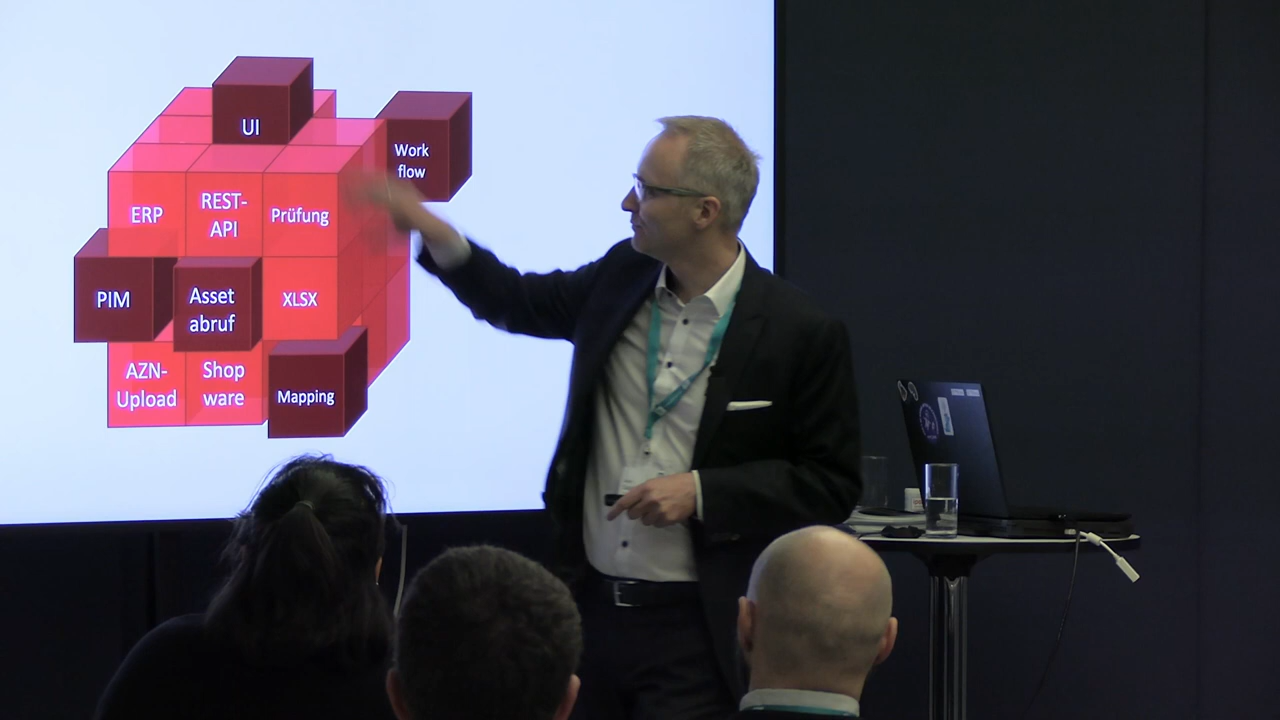 UI
Work
flow
ERP
REST-
API
Prüfung
PIM
Asset
abruf
XLSX
AZN-
Upload
Shop
ware
Mapping